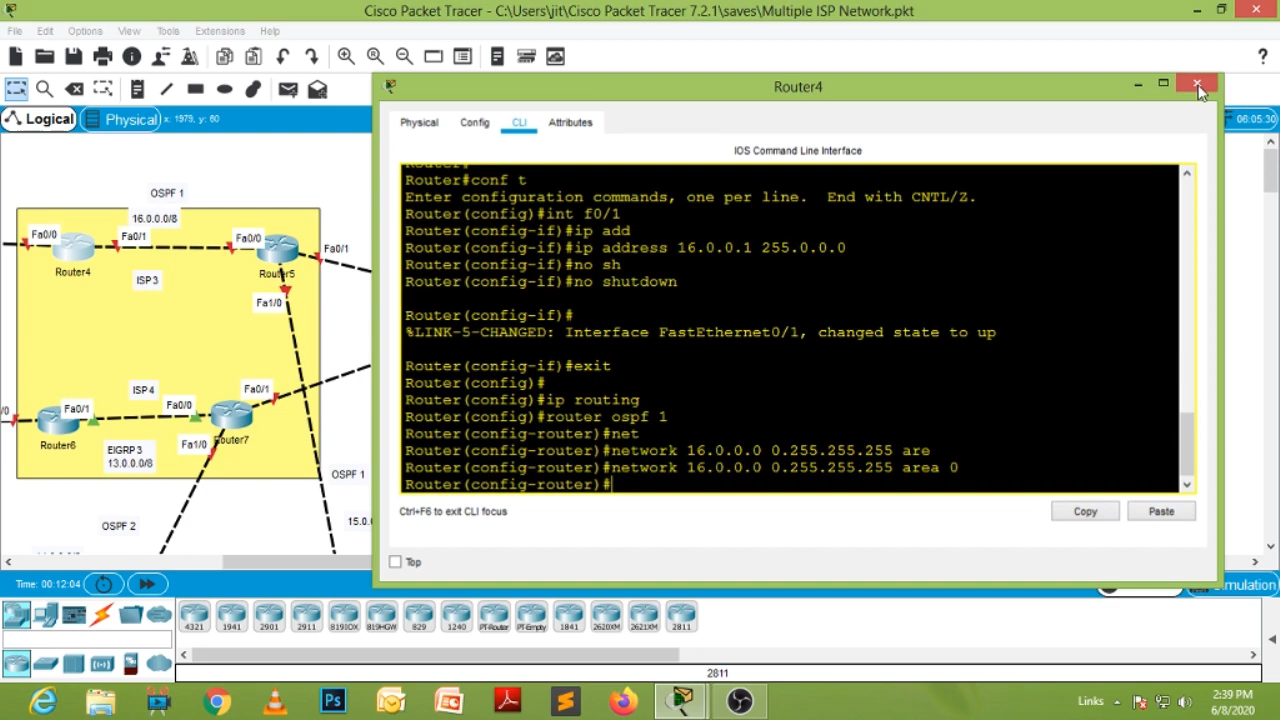 Cisco Packet Tracer - C:\Users\jit\Cisco Packet Tracer 7.2.1\saves\Multiple ISP Network.pkt
File Edit Options View Tools Extensions Help
?
Logical
Physical
x: 1979, y: 60
06:05:30
Router4
Physical Config CLI Attributes
IOS Command Line Interface
Router#conf t
Enter configuration commands, one per line.  End with CNTL/Z.
Router(config)#int f0/1
Router(config-if)#ip add
Router(config-if)#ip address 16.0.0.1 255.0.0.0
Router(config-if)#no sh
Router(config-if)#no shutdown
Router(config-if)#
%LINK-5-CHANGED: Interface FastEthernet0/1, changed state to up
Router(config-if)#exit
Router(config)#
Router(config)#ip routing
Router(config)#router ospf 1
Router(config-router)#net
Router(config-router)#network 16.0.0.0 0.255.255.255 are
Router(config-router)#network 16.0.0.0 0.255.255.255 area 0
Router(config-router)#
Ctrl+F6 to exit CLI focus
Copy
Paste
Top
OSPF 1
16.0.0.0/8
Fa0/0
Fa0/1
Fa0/0
Fa0/1
Router4
ISP3
Router5
Fa1/0
ISP4
Fa0/1
Fa0/1
Fa0/0
Router6
EIGRP 3
13.0.0.0/8
Fa1/0
Router7
OSPF 1
OSPF 2
15.0.
Time: 00:12:04
Simulation
4321 1941 2901 2911 819IOX 819HGW 829 1240 PT-Router PT-Empty 1841 2620XM 2621XM 2811
2811
Links
2:39 PM
6/8/2020